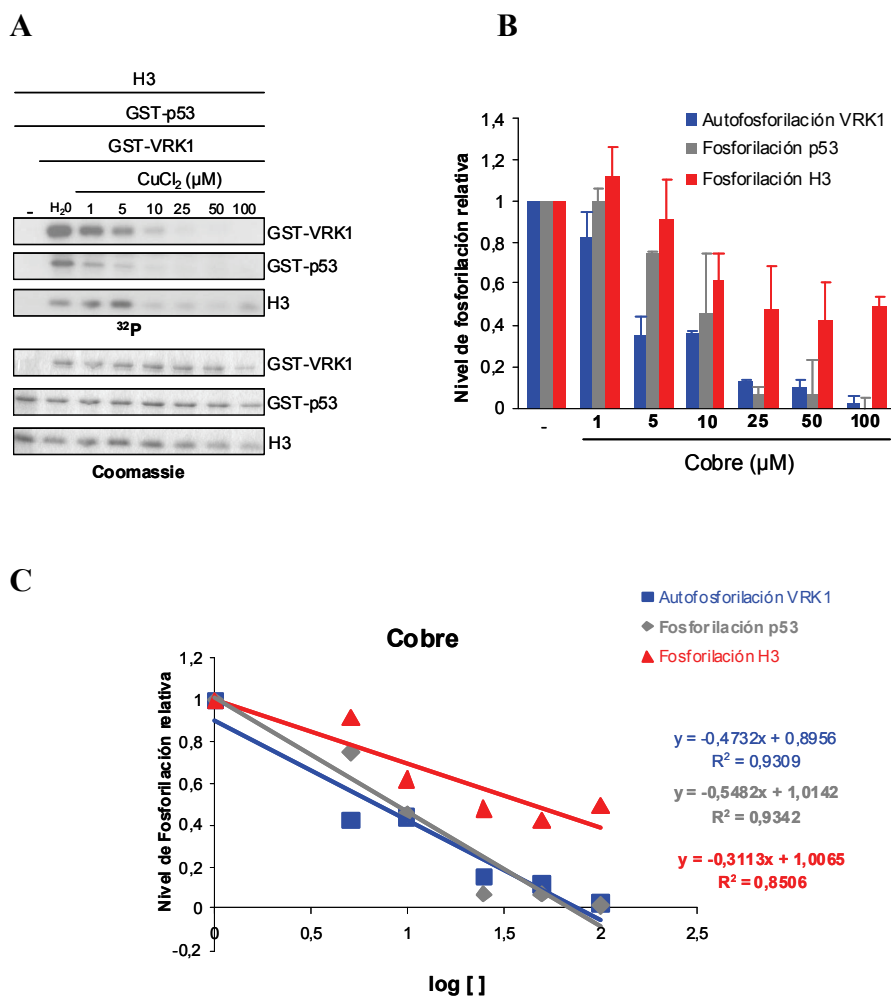 A
H3
GST-p53
GST-VRK1
CuCl2 (µM)
- H20 1 5 10 25 50 100
GST-VRK1
GST-p53
H3
32P
GST-VRK1
GST-p53
H3
Coomassie
B
Nivel de fosforilación relativa
1,4
1,2
1
0,8
0,6
0,4
0,2
0
Autofosforilación VRK1
Fosforilación p53
Fosforilación H3
- 1 5 10 25 50 100
Cobre (µM)
C
Cobre
Nivel de Fosforilación relativa
1,2
1
0,8
0,6
0,4
0,2
0
-0,2
0 0,5 1 1,5 2 2,5
log [ ]
Autofosforilación VRK1
Fosforilación p53
Fosforilación H3
y = -0,4732x + 0,8956
R2 = 0,9309
y = -0,5482x + 1,0142
R2 = 0,9342
y = -0,3113x + 1,0065
R2 = 0,8506